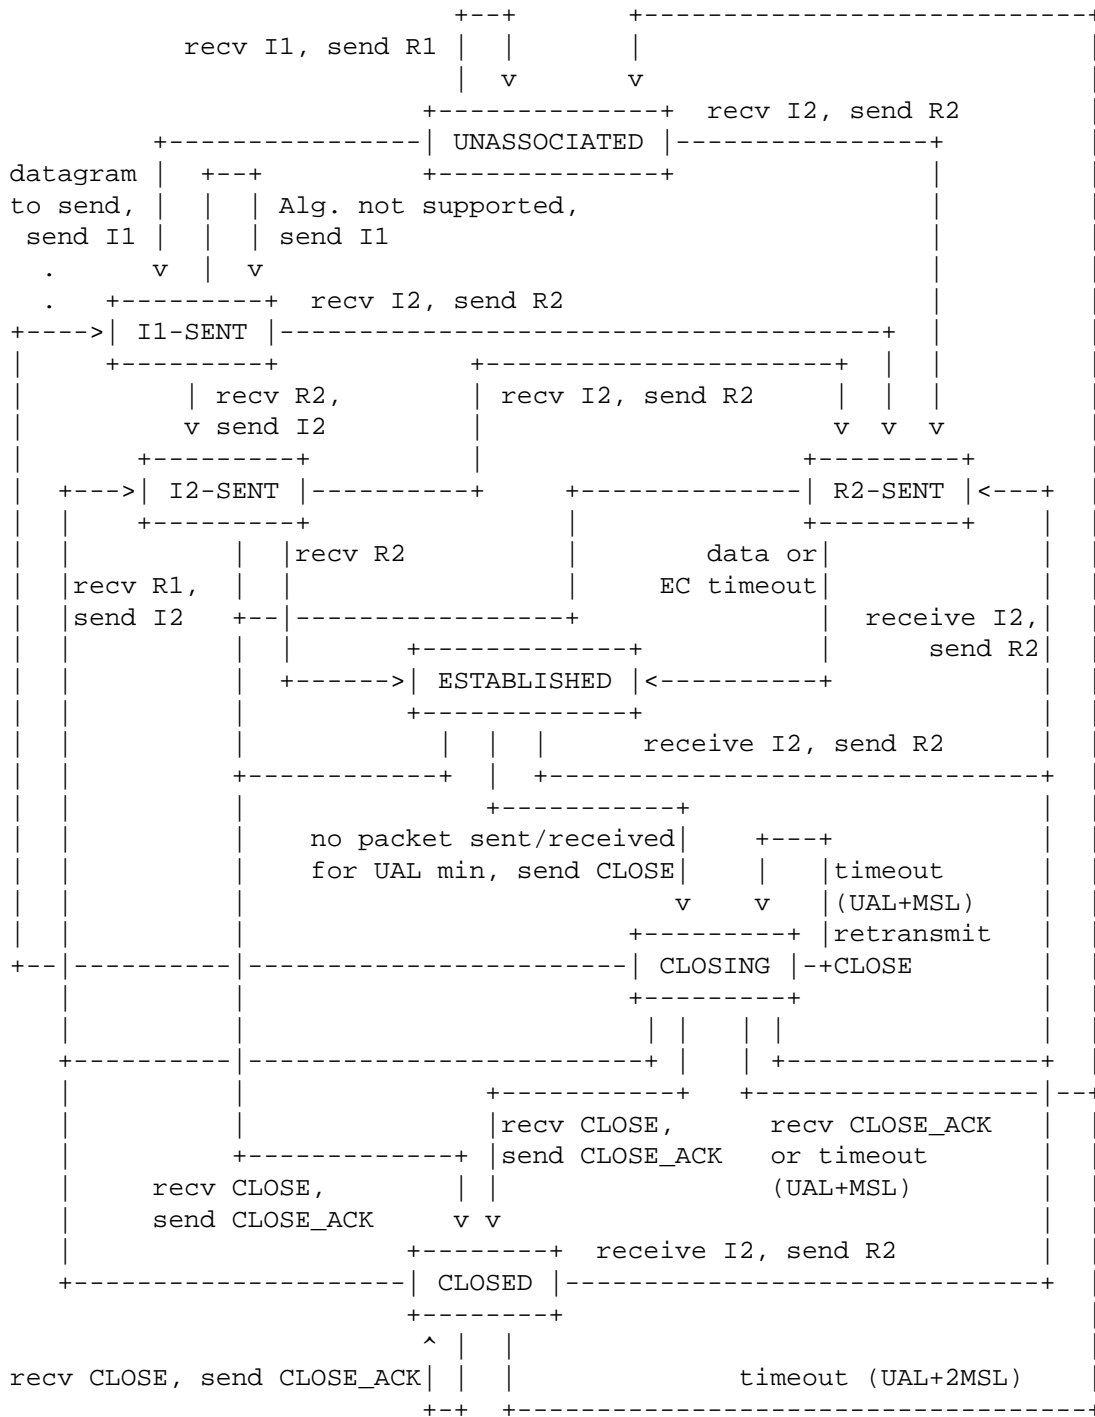 recv I1, send R1
recv I2, send R2
UNASSOCIATED
datagram
to send,
Alg. not supported,
send I1
send I1
recv I2, send R2
I1-SENT
recv R2,
recv I2, send R2
send I2
I2-SENT
R2-SENT
recv R2
data or
recv R1,
EC timeout
send I2
receive I2,
send R2
ESTABLISHED
receive I2, send R2
no packet sent/received
for UAL min, send CLOSE
timeout
(UAL+MSL)
retransmit
CLOSING
CLOSE
recv CLOSE,
recv CLOSE_ACK
send CLOSE_ACK
or timeout
recv CLOSE,
(UAL+MSL)
send CLOSE_ACK
receive I2, send R2
CLOSED
recv CLOSE, send CLOSE_ACK
timeout (UAL+2MSL)